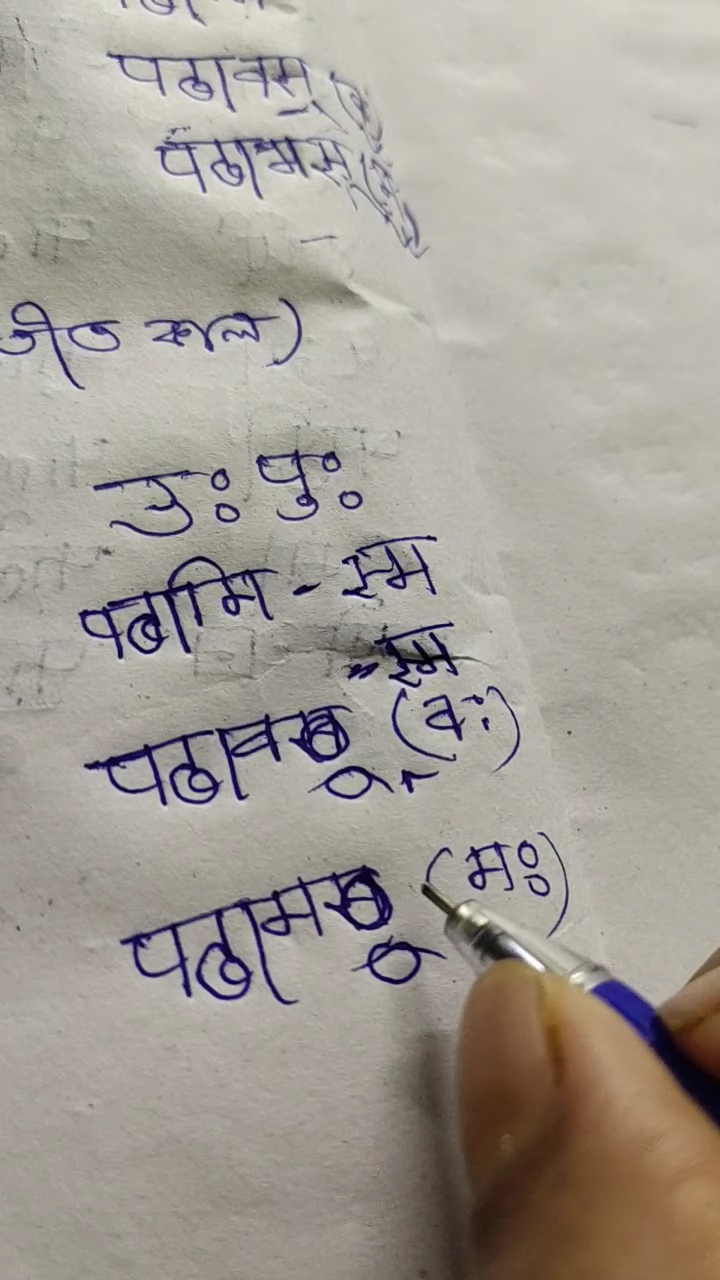 पठावस् (वः)
पठामस् (मः)
তীত কাল)
उः पुः
पठामि - स्म
"-स्म
पठाव (वः)
पठाम (मः)